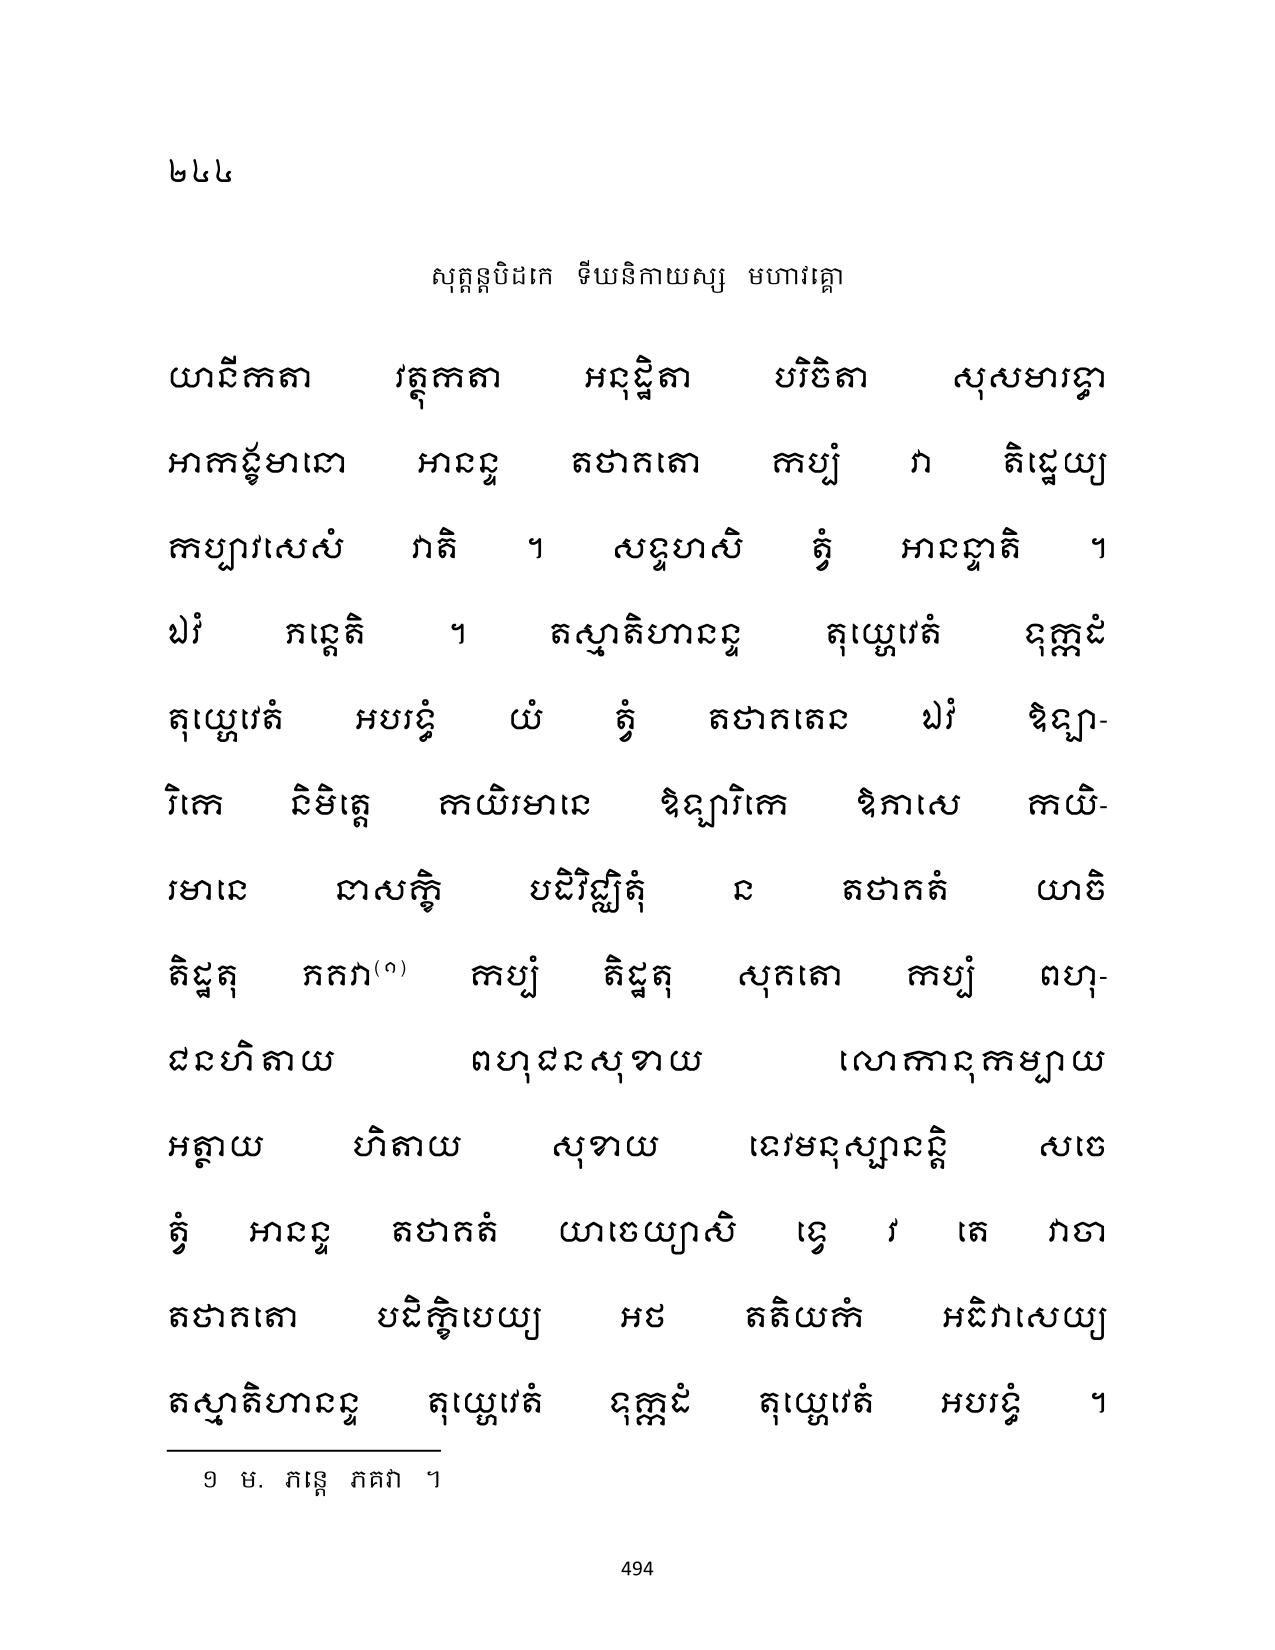 ២៤៤
សុត្តន្តបិដកេ ទីឃនិកាយស្ស មហាវគ្គោ
យានីកតា វត្ថុកតា អនុដ្ឋិតា បរិចិតា សុសមារទ្ធា
អាកង្ខមានោ អានន្ទ តថាគតោ កប្បំ វា តិដ្ឋេយ្យ
កប្បាវសេសំ វាតិ ។ សទ្ទហសិ ត្វំ អានន្ទាតិ ។
ឯវំ ភន្តេតិ ។ តស្មាតិហានន្ទ តុយ្ហេវេតំ ទុក្កដំ
តុយ្ហេវេតំ អបរទ្ធំ យំ ត្វំ តថាគតេន ឯវំ ឱឡា-
រិកេ និមិត្តេ កយិរមានេ ឱឡារិកេ ឱភាសេ កយិ-
រមានេ នាសក្ខិ បដិវិជ្ឈិតុំ ន តថាគតំ យាចិ
តិដ្ឋតុ ភគវា(១) កប្បំ តិដ្ឋតុ សុគតោ កប្បំ ពហុ-
ជនហិតាយ ពហុជនសុខាយ លោកានុកម្បាយ
អត្ថាយ ហិតាយ សុខាយ ទេវមនុស្សានន្តិ សចេ
ត្វំ អានន្ទ តថាគតំ យាចេយ្យាសិ ទ្វេ វ តេ វាចា
តថាគតោ បដិក្ខិបេយ្យ អថ តតិយកំ អធិវាសេយ្យ
តស្មាតិហានន្ទ តុយ្ហេវេតំ ទុក្កដំ តុយ្ហេវេតំ អបរទ្ធំ ។
១ ម. ភន្តេ ភគវា ។
494